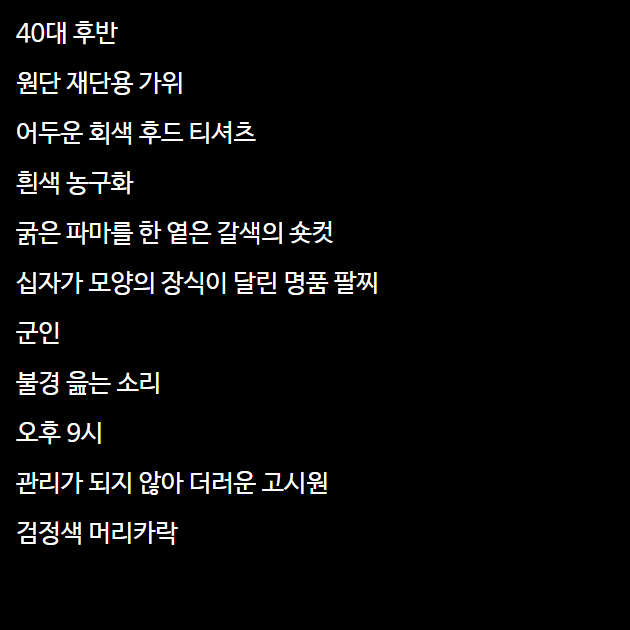 40대 후반
원단 재단용 가위
어두운 회색 후드 티셔츠
흰색 농구화
굵은 파마를 한 옅은 갈색의 숏컷
십자가 모양의 장식이 달린 명품 팔찌
군인
불경 읊는 소리
오후 9시
관리가 되지 않아 더러운 고시원
검정색 머리카락